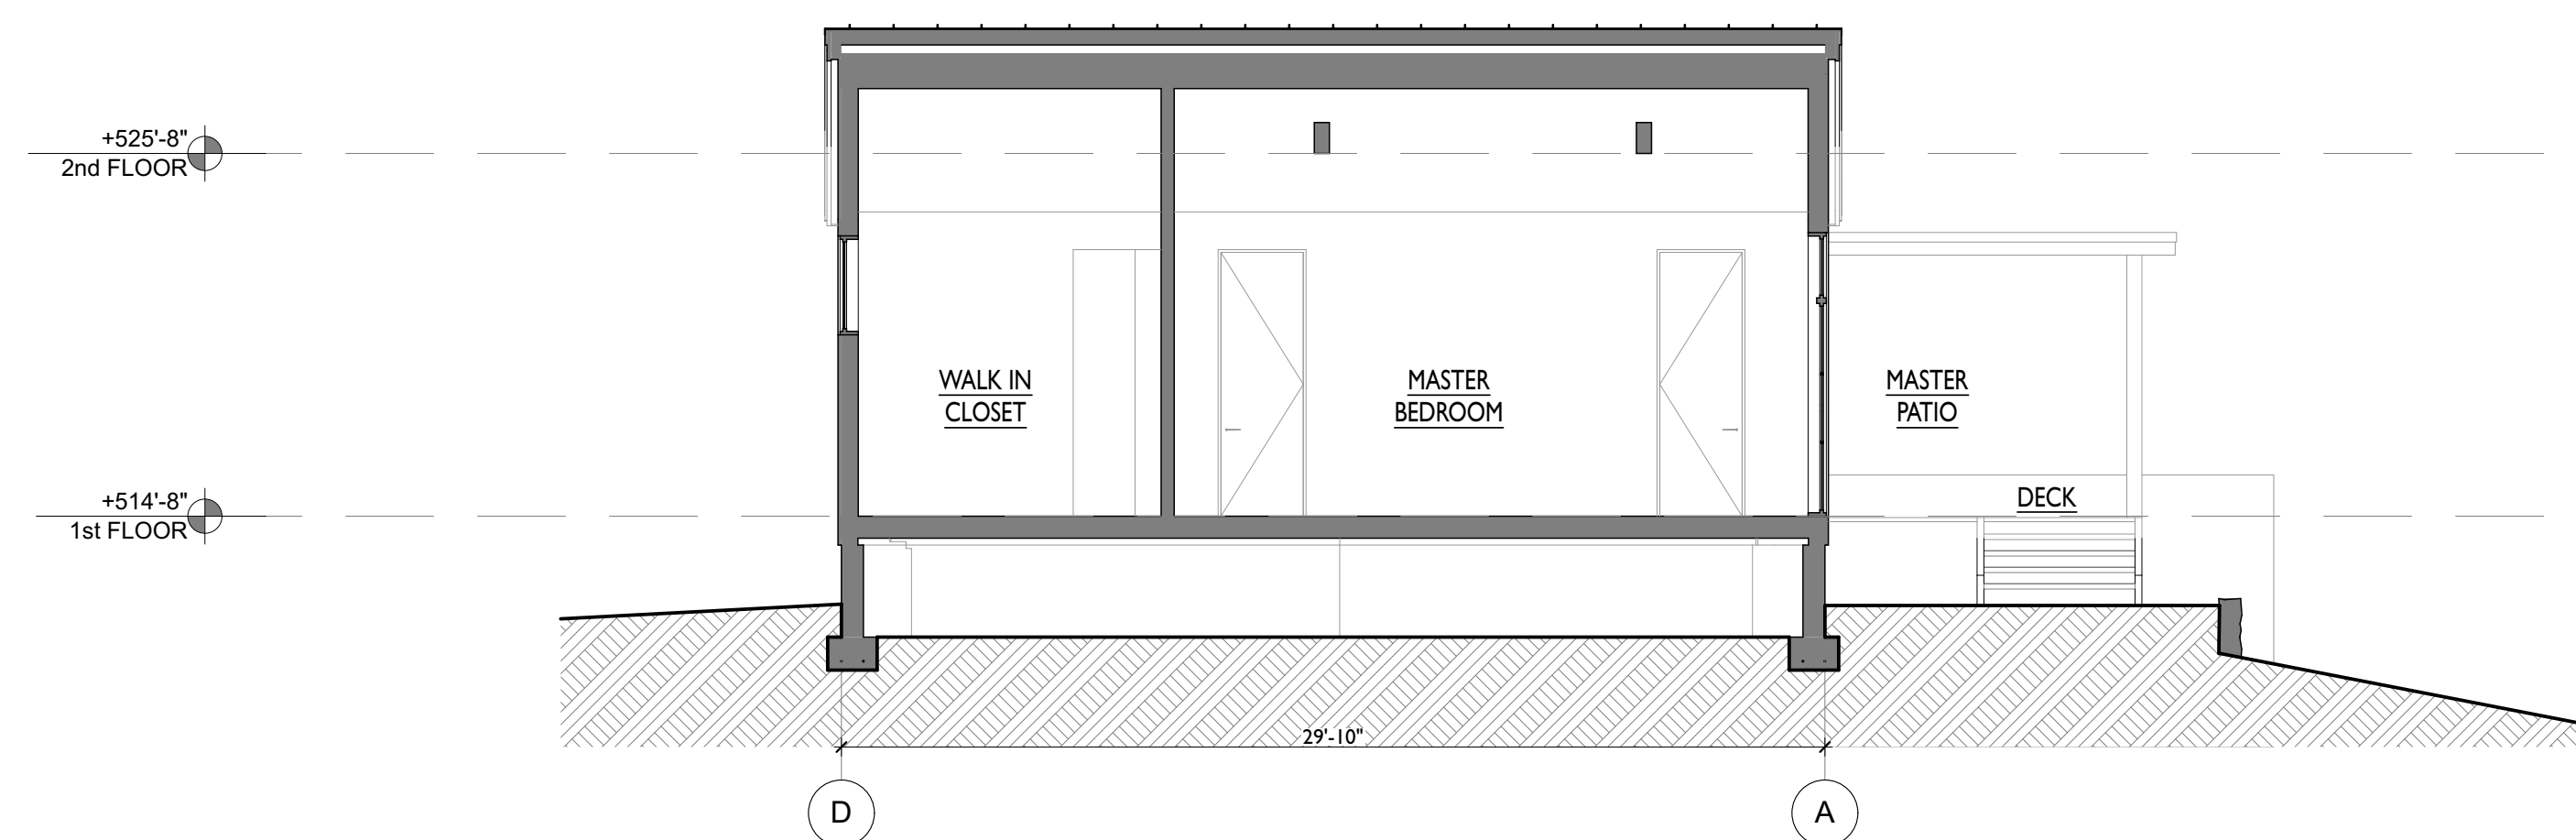 +525'-8"
2nd FLOOR
WALK IN
CLOSET
MASTER
BEDROOM
MASTER
PATIO
+514'-8"
1st FLOOR
DECK
29'-10"
D
A